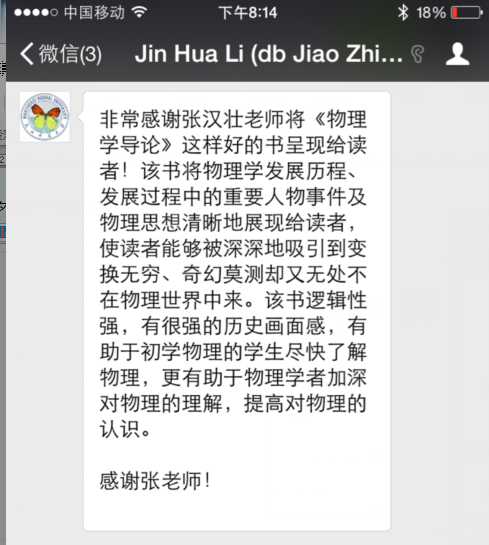 中国移动 下午8:14 18%
微信(3) Jin Hua Li (db Jiao Zhi...
非常感谢张汉壮老师将《物理
学导论》这样好的书呈现给读
者！该书将物理学发展历程、
发展过程中的重要人物事件及
物理思想清晰地展现给读者，
使读者能够被深深地吸引到变
换无穷、奇幻莫测却又无处不
在物理世界中来。该书逻辑性
强，有很强的历史画面感，有
助于初学物理的学生尽快了解
物理，更有助于物理学者加深
对物理的理解，提高对物理的
认识。
感谢张老师！